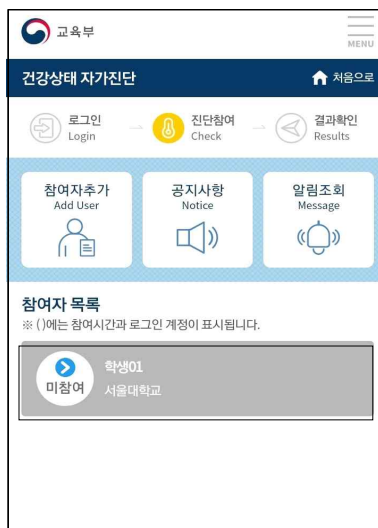 교육부
MENU
건강상태 자가진단
처음으로
로그인
Login
진단참여
Check
결과확인
Results
참여자추가
Add User
공지사항
Notice
알림조회
Message
참여자 목록
※ ( )에는 참여시간과 로그인 계정이 표시됩니다.
미참여
학생01
서울대학교